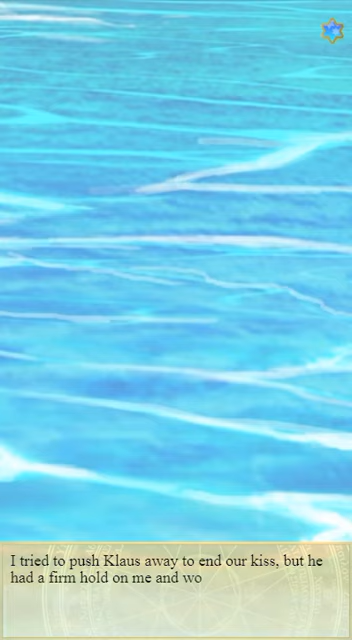 I tried to push Klaus away to end our kiss, but he
had a firm hold on me and wo